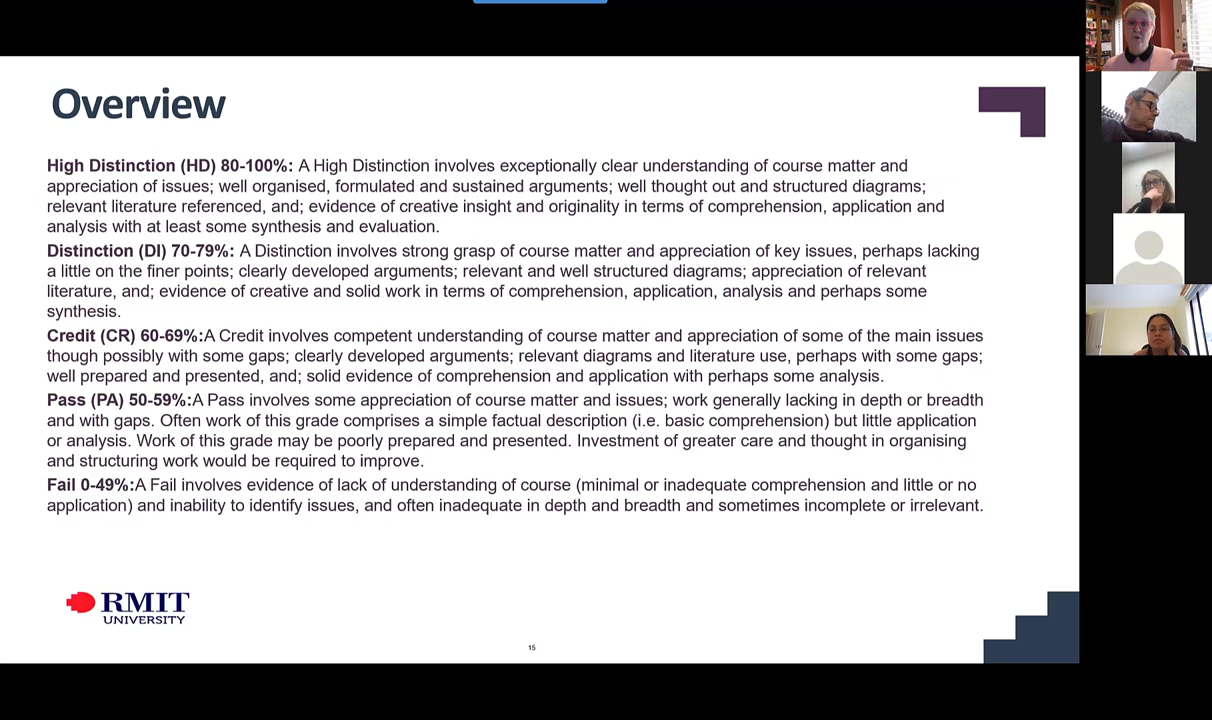 Overview
High Distinction (HD) 80-100%: A High Distinction involves exceptionally clear understanding of course matter and
appreciation of issues; well organised, formulated and sustained arguments; well thought out and structured diagrams;
relevant literature referenced, and; evidence of creative insight and originality in terms of comprehension, application and
analysis with at least some synthesis and evaluation.
Distinction (DI) 70-79%: A Distinction involves strong grasp of course matter and appreciation of key issues, perhaps lacking
a little on the finer points; clearly developed arguments; relevant and well structured diagrams; appreciation of relevant
literature, and; evidence of creative and solid work in terms of comprehension, application, analysis and perhaps some
synthesis.
Credit (CR) 60-69%:A Credit involves competent understanding of course matter and appreciation of some of the main issues
though possibly with some gaps; clearly developed arguments; relevant diagrams and literature use, perhaps with some gaps;
well prepared and presented, and; solid evidence of comprehension and application with perhaps some analysis.
Pass (PA) 50-59%:A Pass involves some appreciation of course matter and issues; work generally lacking in depth or breadth
and with gaps. Often work of this grade comprises a simple factual description (i.e. basic comprehension) but little application
or analysis. Work of this grade may be poorly prepared and presented. Investment of greater care and thought in organising
and structuring work would be required to improve.
Fail 0-49%:A Fail involves evidence of lack of understanding of course (minimal or inadequate comprehension and little or no
application) and inability to identify issues, and often inadequate in depth and breadth and sometimes incomplete or irrelevant.
RMIT
UNIVERSITY
15